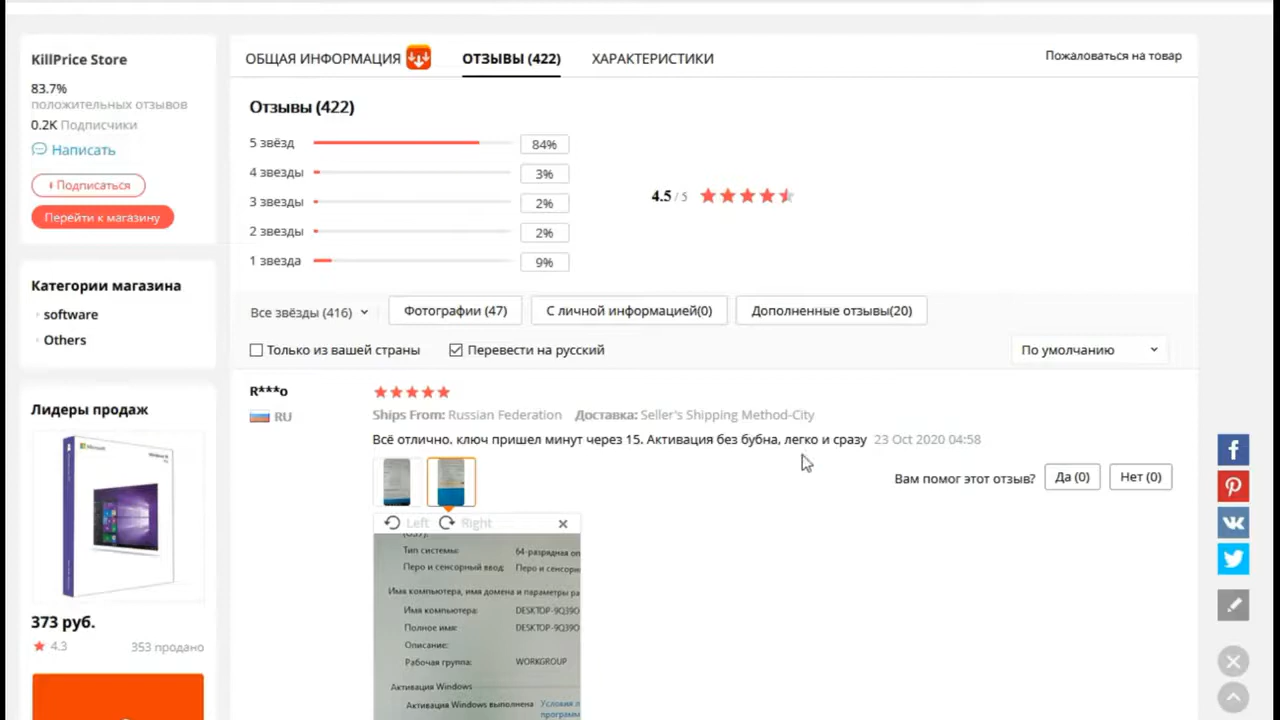 KillPrice Store
83.7%
положительных отзывов
0.2K Подписчики
Написать
+ Подписаться
Перейти к магазину
Категории магазина
software
Others
Лидеры продаж
Microsoft
373 руб.
4.3
353 продано
ОБЩАЯ ИНФОРМАЦИЯ
ОТЗЫВЫ (422)
ХАРАКТЕРИСТИКИ
Пожаловаться на товар
Отзывы (422)
5 звёзд 84%
4 звезды 3%
3 звезды 2%
2 звезды 2%
1 звезда 9%
4.5 / 5
Все звёзды (416)
Фотографии (47)
С личной информацией(0)
Дополненные отзывы(20)
Только из вашей страны
Перевести на русский
По умолчанию
R***o
RU
Ships From: Russian Federation Доставка: Seller's Shipping Method-City
Всё отлично. ключ пришел минут через 15. Активация без бубна, легко и сразу 23 Oct 2020 04:58
Вам помог этот отзыв?
Да (0)
Нет (0)
Left
Right
Тип системы: 64-разрядная оп
Перо и сенсорный ввод: Перо и сенсорн
Имя компьютера, имя домена и параметры ра
Имя компьютера: DESKTOP-9Q39O
Полное имя: DESKTOP-9Q39O
Описание:
Рабочая группа: WORKGROUP
Активация Windows
Активация Windows выполнена Условия л
программ